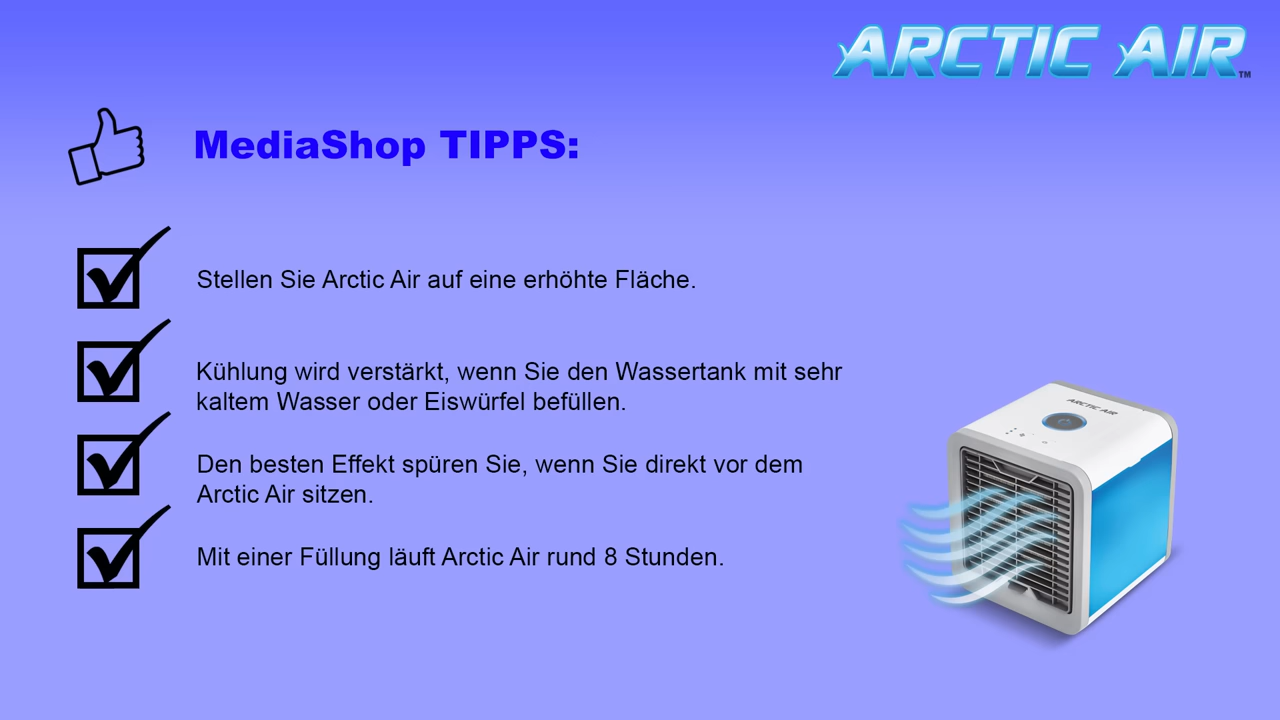 ARCTIC AIR™
MediaShop TIPPS:
Stellen Sie Arctic Air auf eine erhöhte Fläche.
Kühlung wird verstärkt, wenn Sie den Wassertank mit sehr
kaltem Wasser oder Eiswürfel befüllen.
Den besten Effekt spüren Sie, wenn Sie direkt vor dem
Arctic Air sitzen.
Mit einer Füllung läuft Arctic Air rund 8 Stunden.
ARCTIC AIR